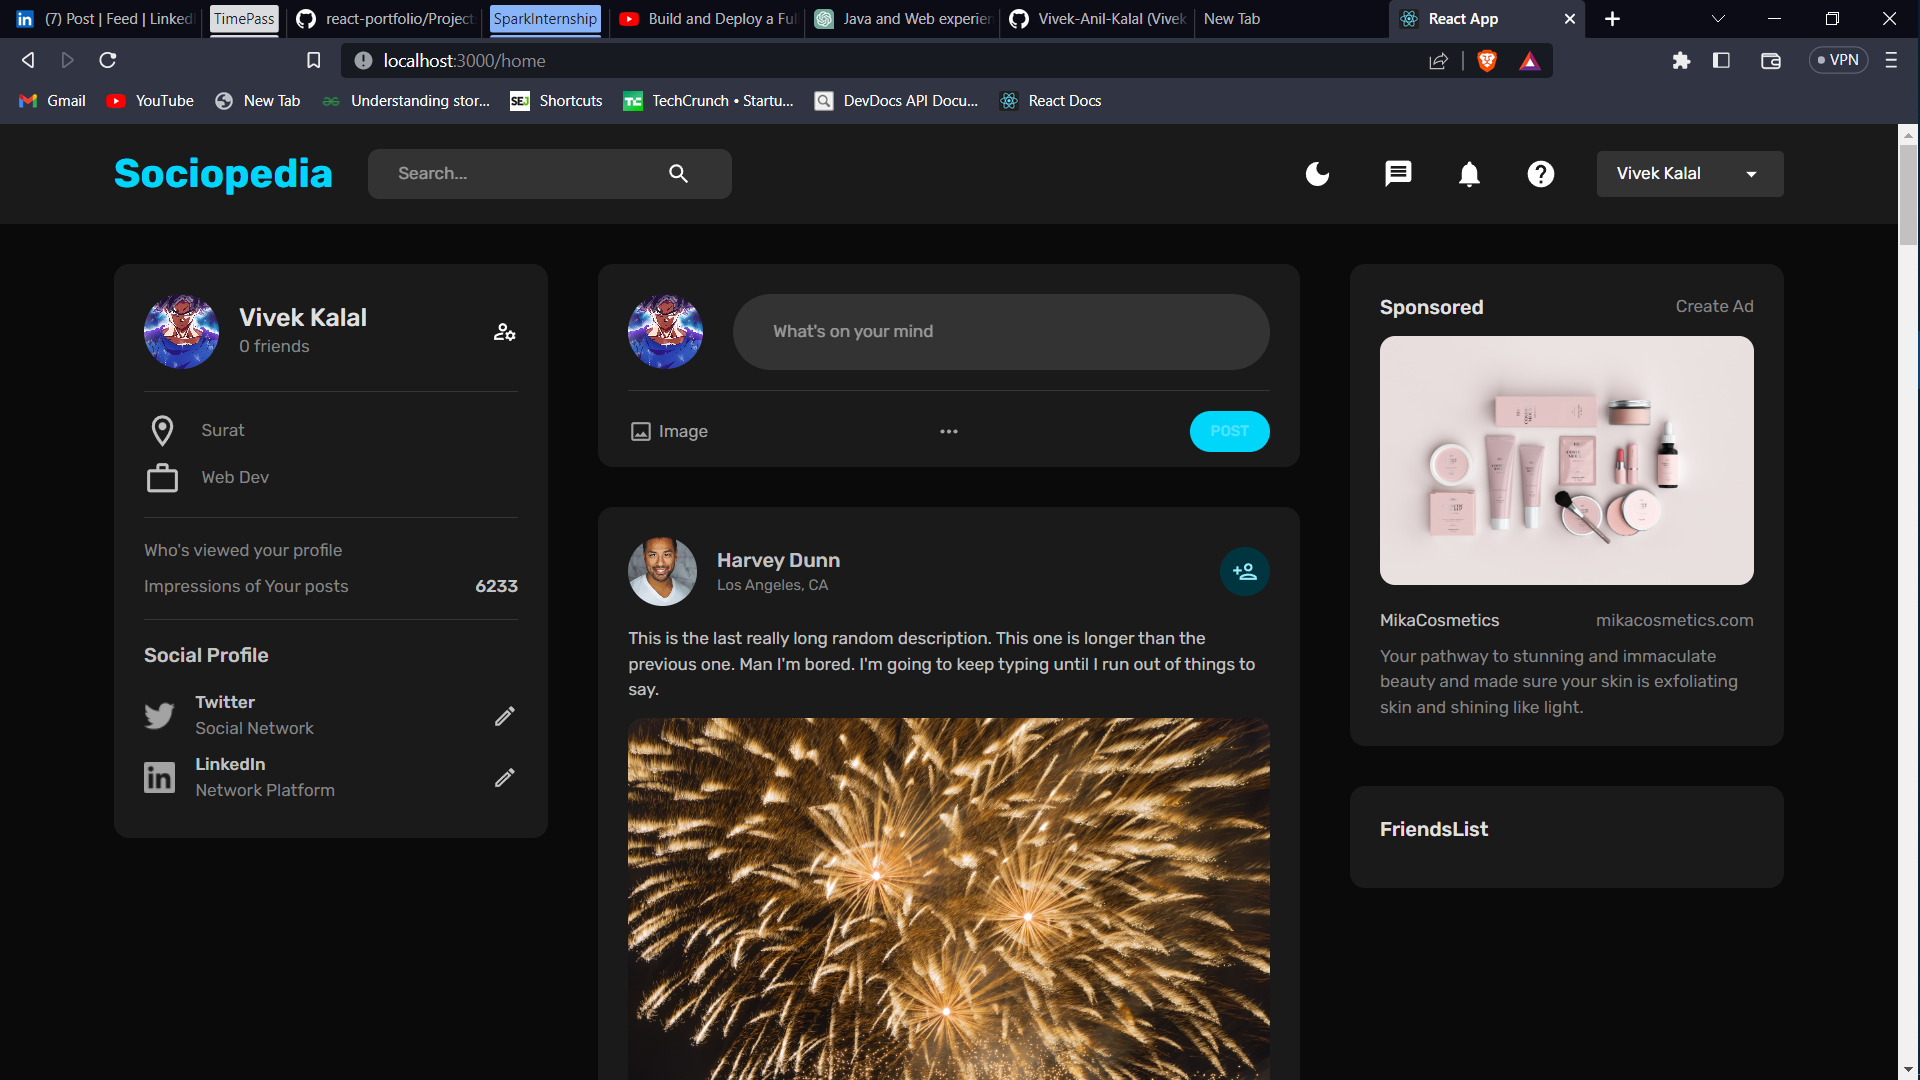 (7) Post | Feed | LinkedI
TimePass
react-portfolio/Project
SparkInternship
Build and Deploy a Ful
Java and Web experien
Vivek-Anil-Kalal (Vivek
New Tab
React App
localhost:3000/home
VPN
Gmail
YouTube
New Tab
Understanding stor...
SEJ
Shortcuts
TechCrunch • Startu...
DevDocs API Docu...
React Docs
Sociopedia
Search...
Vivek Kalal
Vivek Kalal
0 friends
Surat
Web Dev
Who's viewed your profile
Impressions of Your posts 6233
Social Profile
Twitter
Social Network
LinkedIn
Network Platform
What's on your mind
Image
POST
Harvey Dunn
Los Angeles, CA
This is the last really long random description. This one is longer than the
previous one. Man I'm bored. I'm going to keep typing until I run out of things to
say.
Sponsored
Create Ad
MikaCosmetics
mikacosmetics.com
Your pathway to stunning and immaculate
beauty and made sure your skin is exfoliating
skin and shining like light.
FriendsList